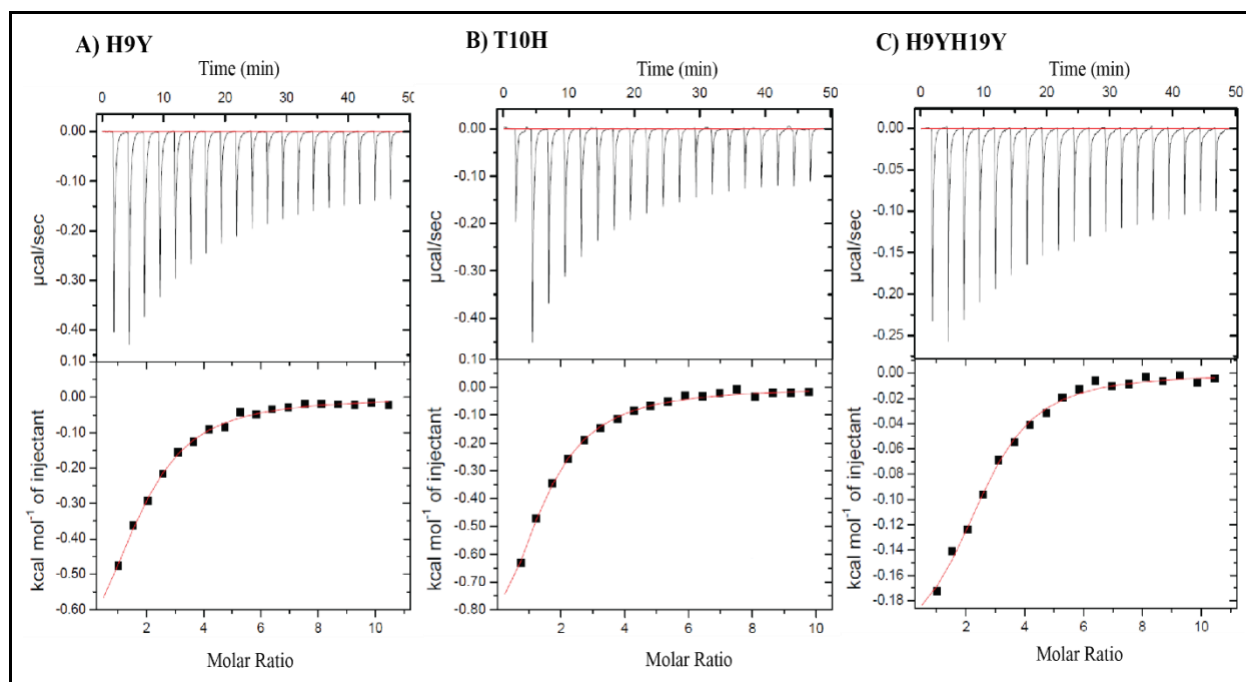 A) H9Y
Time (min)
0 10 20 30 40 50
0.00
-0.10
-0.20
-0.30
-0.40
µcal/sec
0.10
0.00
-0.10
-0.20
-0.30
-0.40
-0.50
-0.60
kcal mol⁻¹ of injectant
2 4 6 8 10
Molar Ratio
B) T10H
Time (min)
0 10 20 30 40 50
0.00
-0.10
-0.20
-0.30
-0.40
µcal/sec
0.10
0.00
-0.10
-0.20
-0.30
-0.40
-0.50
-0.60
-0.70
-0.80
kcal mol⁻¹ of injectant
2 4 6 8 10
Molar Ratio
C) H9YH19Y
Time (min)
0 10 20 30 40 50
0.00
-0.05
-0.10
-0.15
-0.20
-0.25
µcal/sec
0.00
-0.02
-0.04
-0.06
-0.08
-0.10
-0.12
-0.14
-0.16
-0.18
kcal mol⁻¹ of injectant
2 4 6 8 10
Molar Ratio